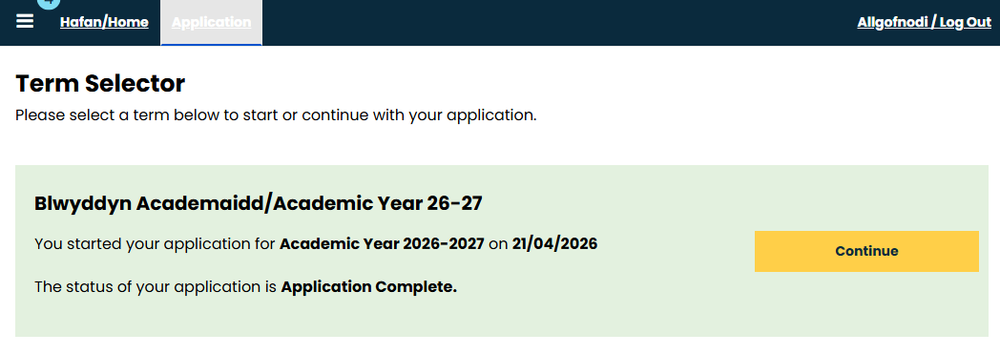 4
Hafan/Home Application Allgofnodi / Log Out
Term Selector
Please select a term below to start or continue with your application.
Blwyddyn Academaidd/Academic Year 26-27
You started your application for Academic Year 2026-2027 on 21/04/2026
Continue
The status of your application is Application Complete.